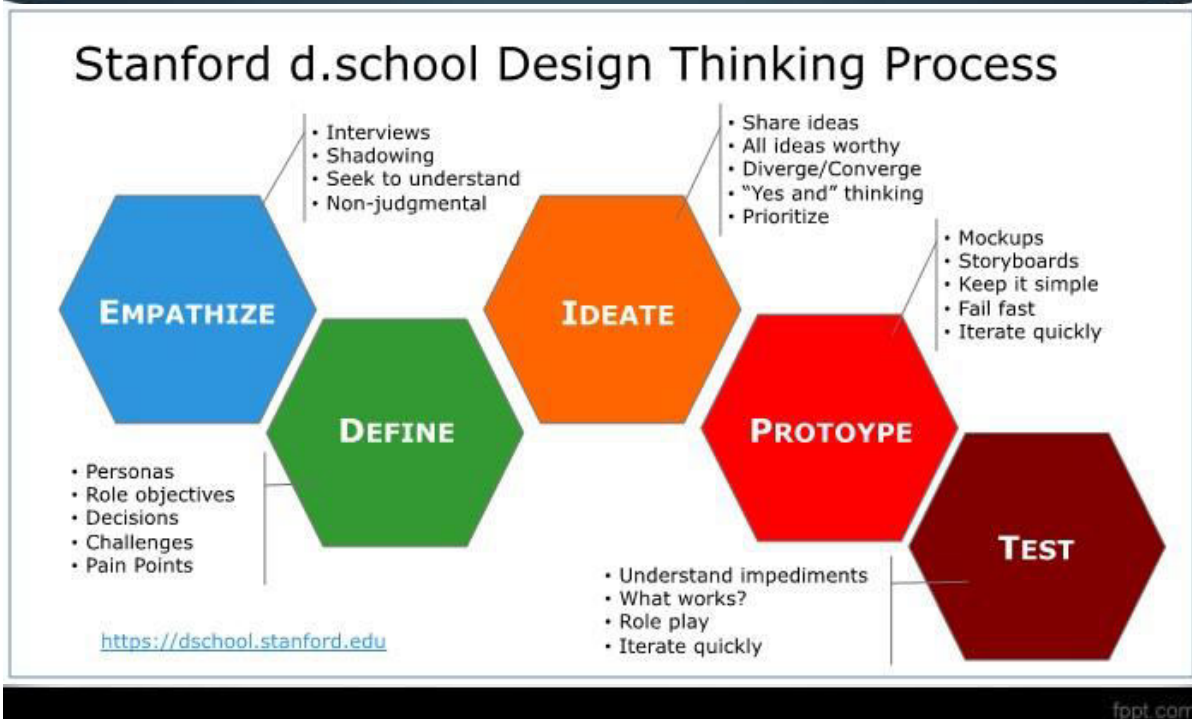 Stanford d.school Design Thinking Process
• Interviews
• Shadowing
• Seek to understand
• Non-judgmental
EMPATHIZE
DEFINE
• Personas
• Role objectives
• Decisions
• Challenges
• Pain Points
• Share ideas
• All ideas worthy
• Diverge/Converge
• “Yes and” thinking
• Prioritize
IDEATE
• Mockups
• Storyboards
• Keep it simple
• Fail fast
• Iterate quickly
PROTOYPE
TEST
• Understand impediments
• What works?
• Role play
• Iterate quickly
https://dschool.stanford.edu
fppt.com